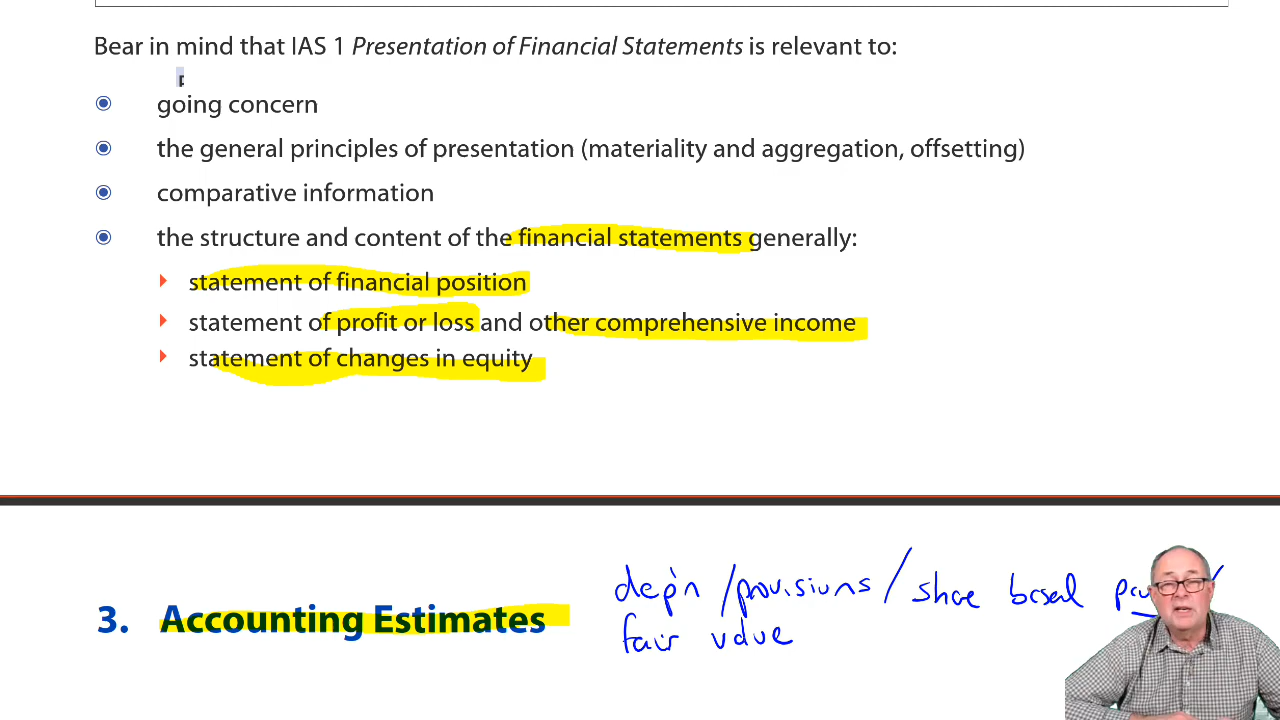 Bear in mind that IAS 1 Presentation of Financial Statements is relevant to:
going concern
the general principles of presentation (materiality and aggregation, offsetting)
comparative information
the structure and content of the financial statements generally:
statement of financial position
statement of profit or loss and other comprehensive income
statement of changes in equity
3. Accounting Estimates
dep'n / provisions / share based
fair value